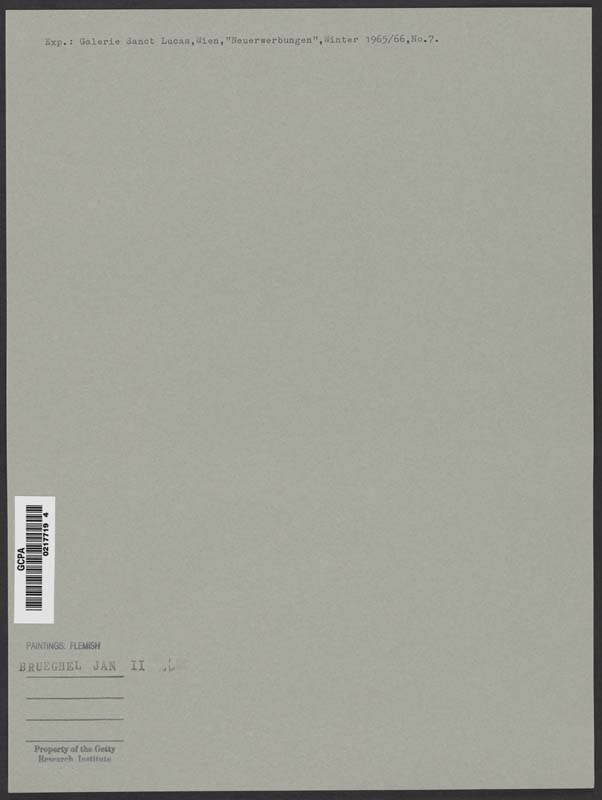 Exp.: Galerie Sanct Lucas,Wien,"Neuerwerbungen",Winter 1965/66,No.7.
GCPA
0217719 4
PAINTINGS: FLEMISH
BRUEGHEL JAN II
Property of the Getty
Research Institute